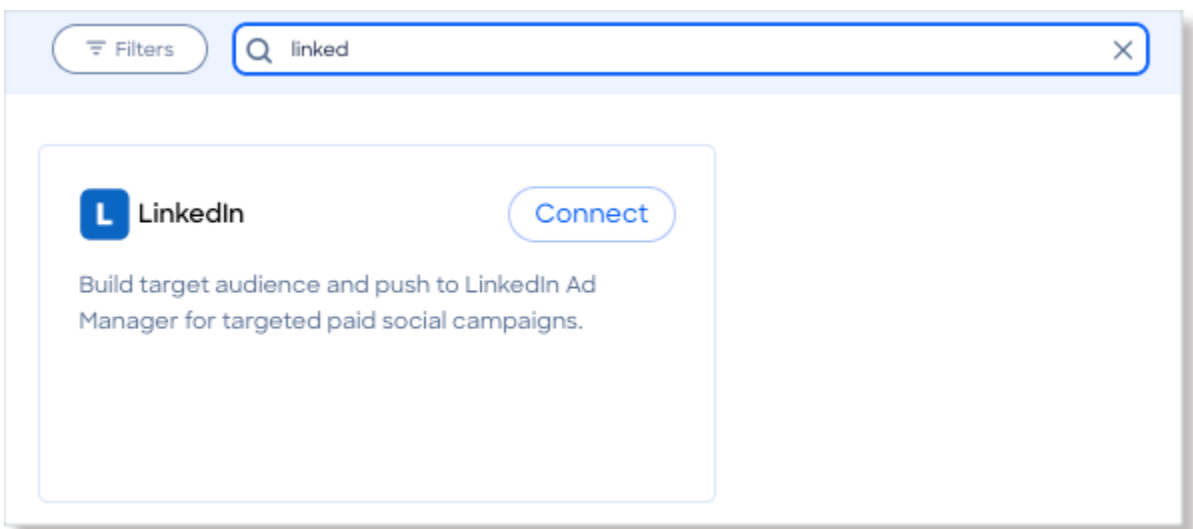 Filters
linked
L LinkedIn
Connect
Build target audience and push to LinkedIn Ad
Manager for targeted paid social campaigns.